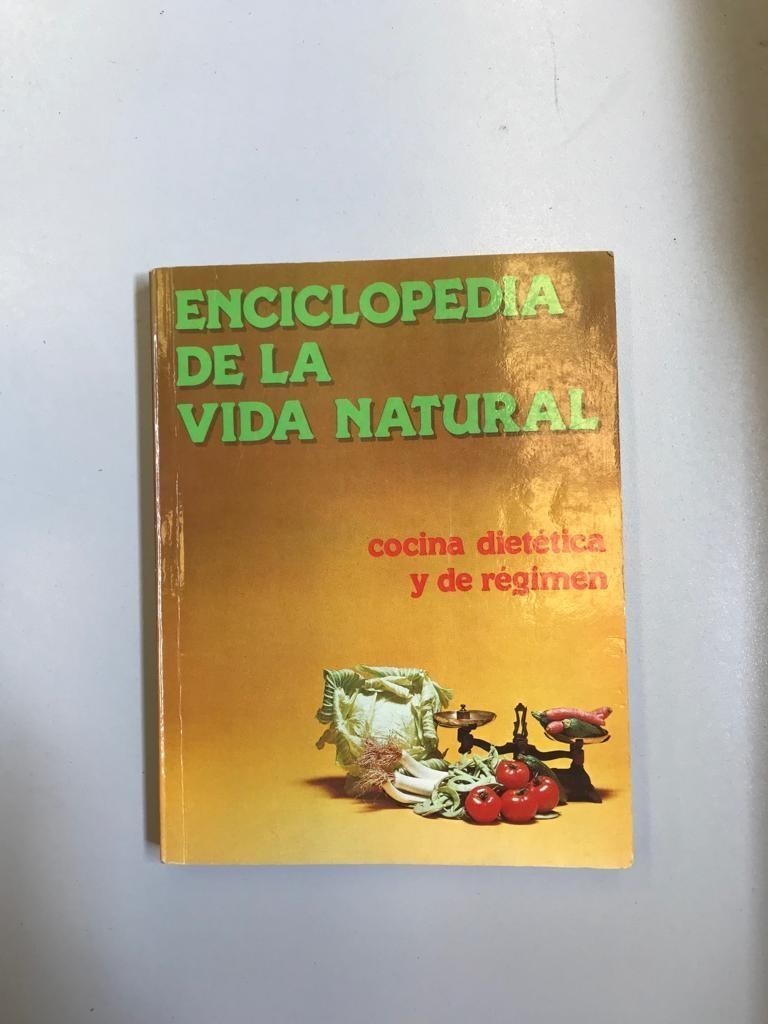 ENCICLOPEDIA
DE LA
VIDA NATURAL
cocina dietética
y de régimen